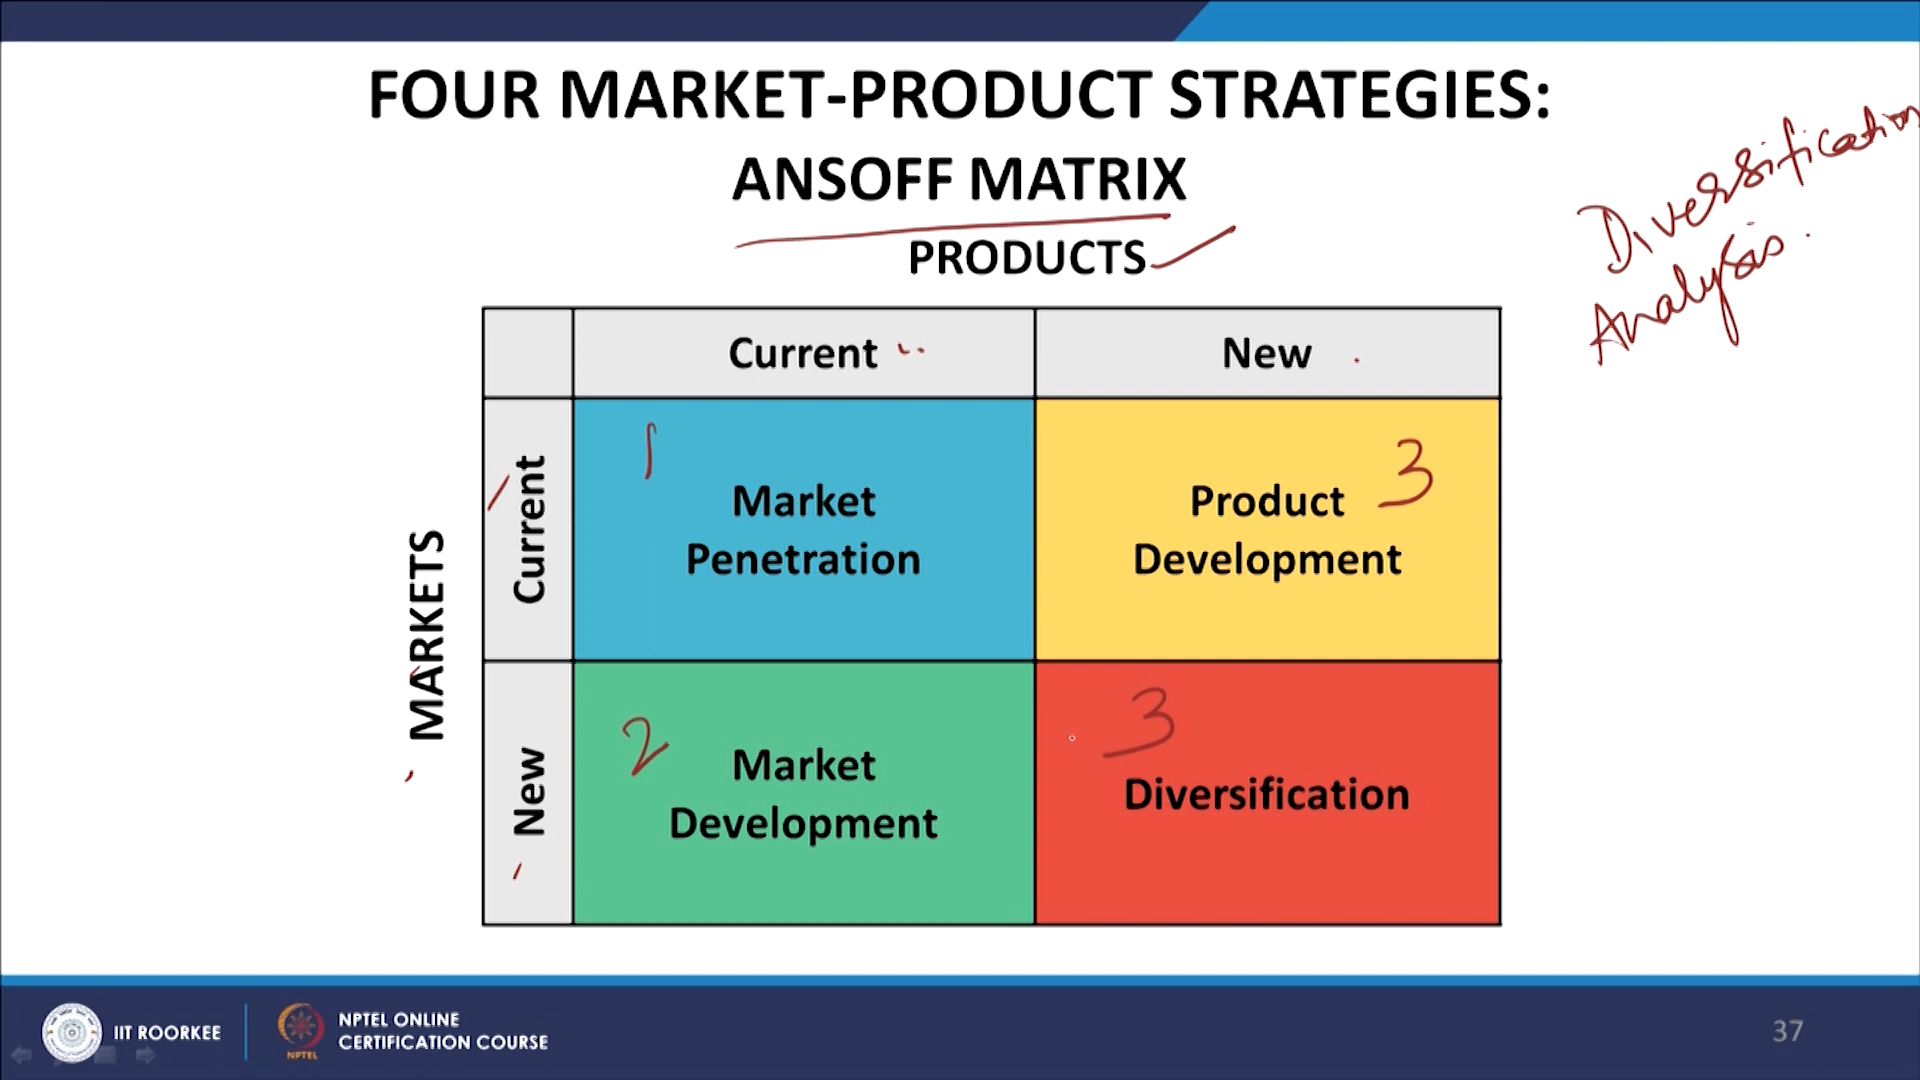 FOUR MARKET-PRODUCT STRATEGIES:
ANSOFF MATRIX
Diversification
Analysis.
PRODUCTS
Current
New
MARKETS
Current
1
Market
Penetration
3
Product
Development
New
2
Market
Development
3
Diversification
IIT ROORKEE
NPTEL
NPTEL ONLINE
CERTIFICATION COURSE
37